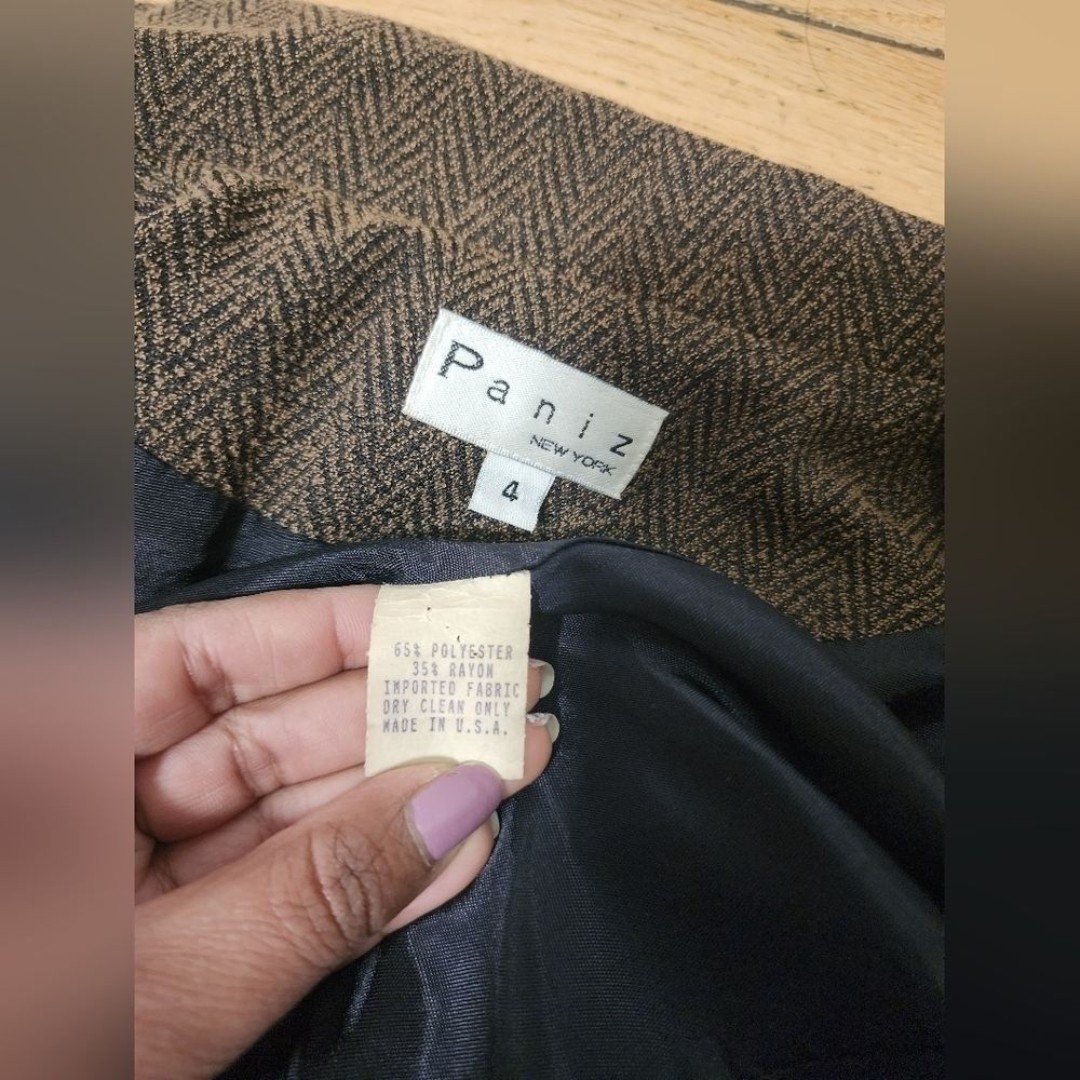 Paniz
NEW YORK
4
65% POLYESTER
35% RAYON
IMPORTED FABRIC
DRY CLEAN ONLY
MADE IN U.S.A.